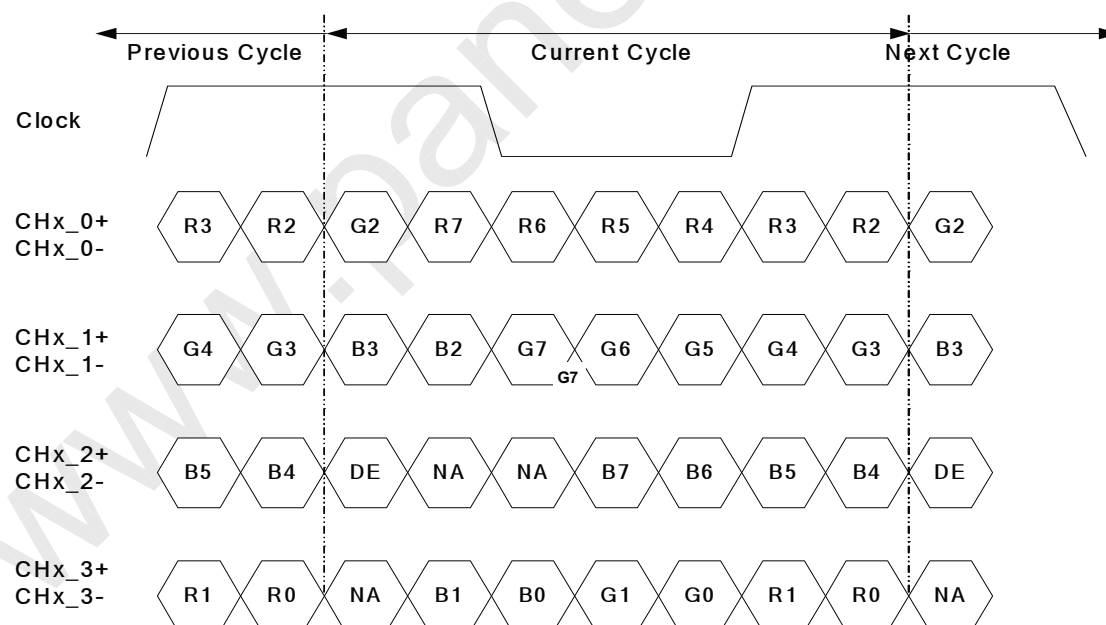 Previous Cycle Current Cycle Next Cycle
Clock
CHx_0+ R3 R2 G2 R7 R6 R5 R4 R3 R2 G2
CHx_0-
CHx_1+ G4 G3 B3 B2 G7 G6 G5 G4 G3 B3
CHx_1-
G7
CHx_2+ B5 B4 DE NA NA B7 B6 B5 B4 DE
CHx_2-
CHx_3+ R1 R0 NA B1 B0 G1 G0 R1 R0 NA
CHx_3-
www.pane